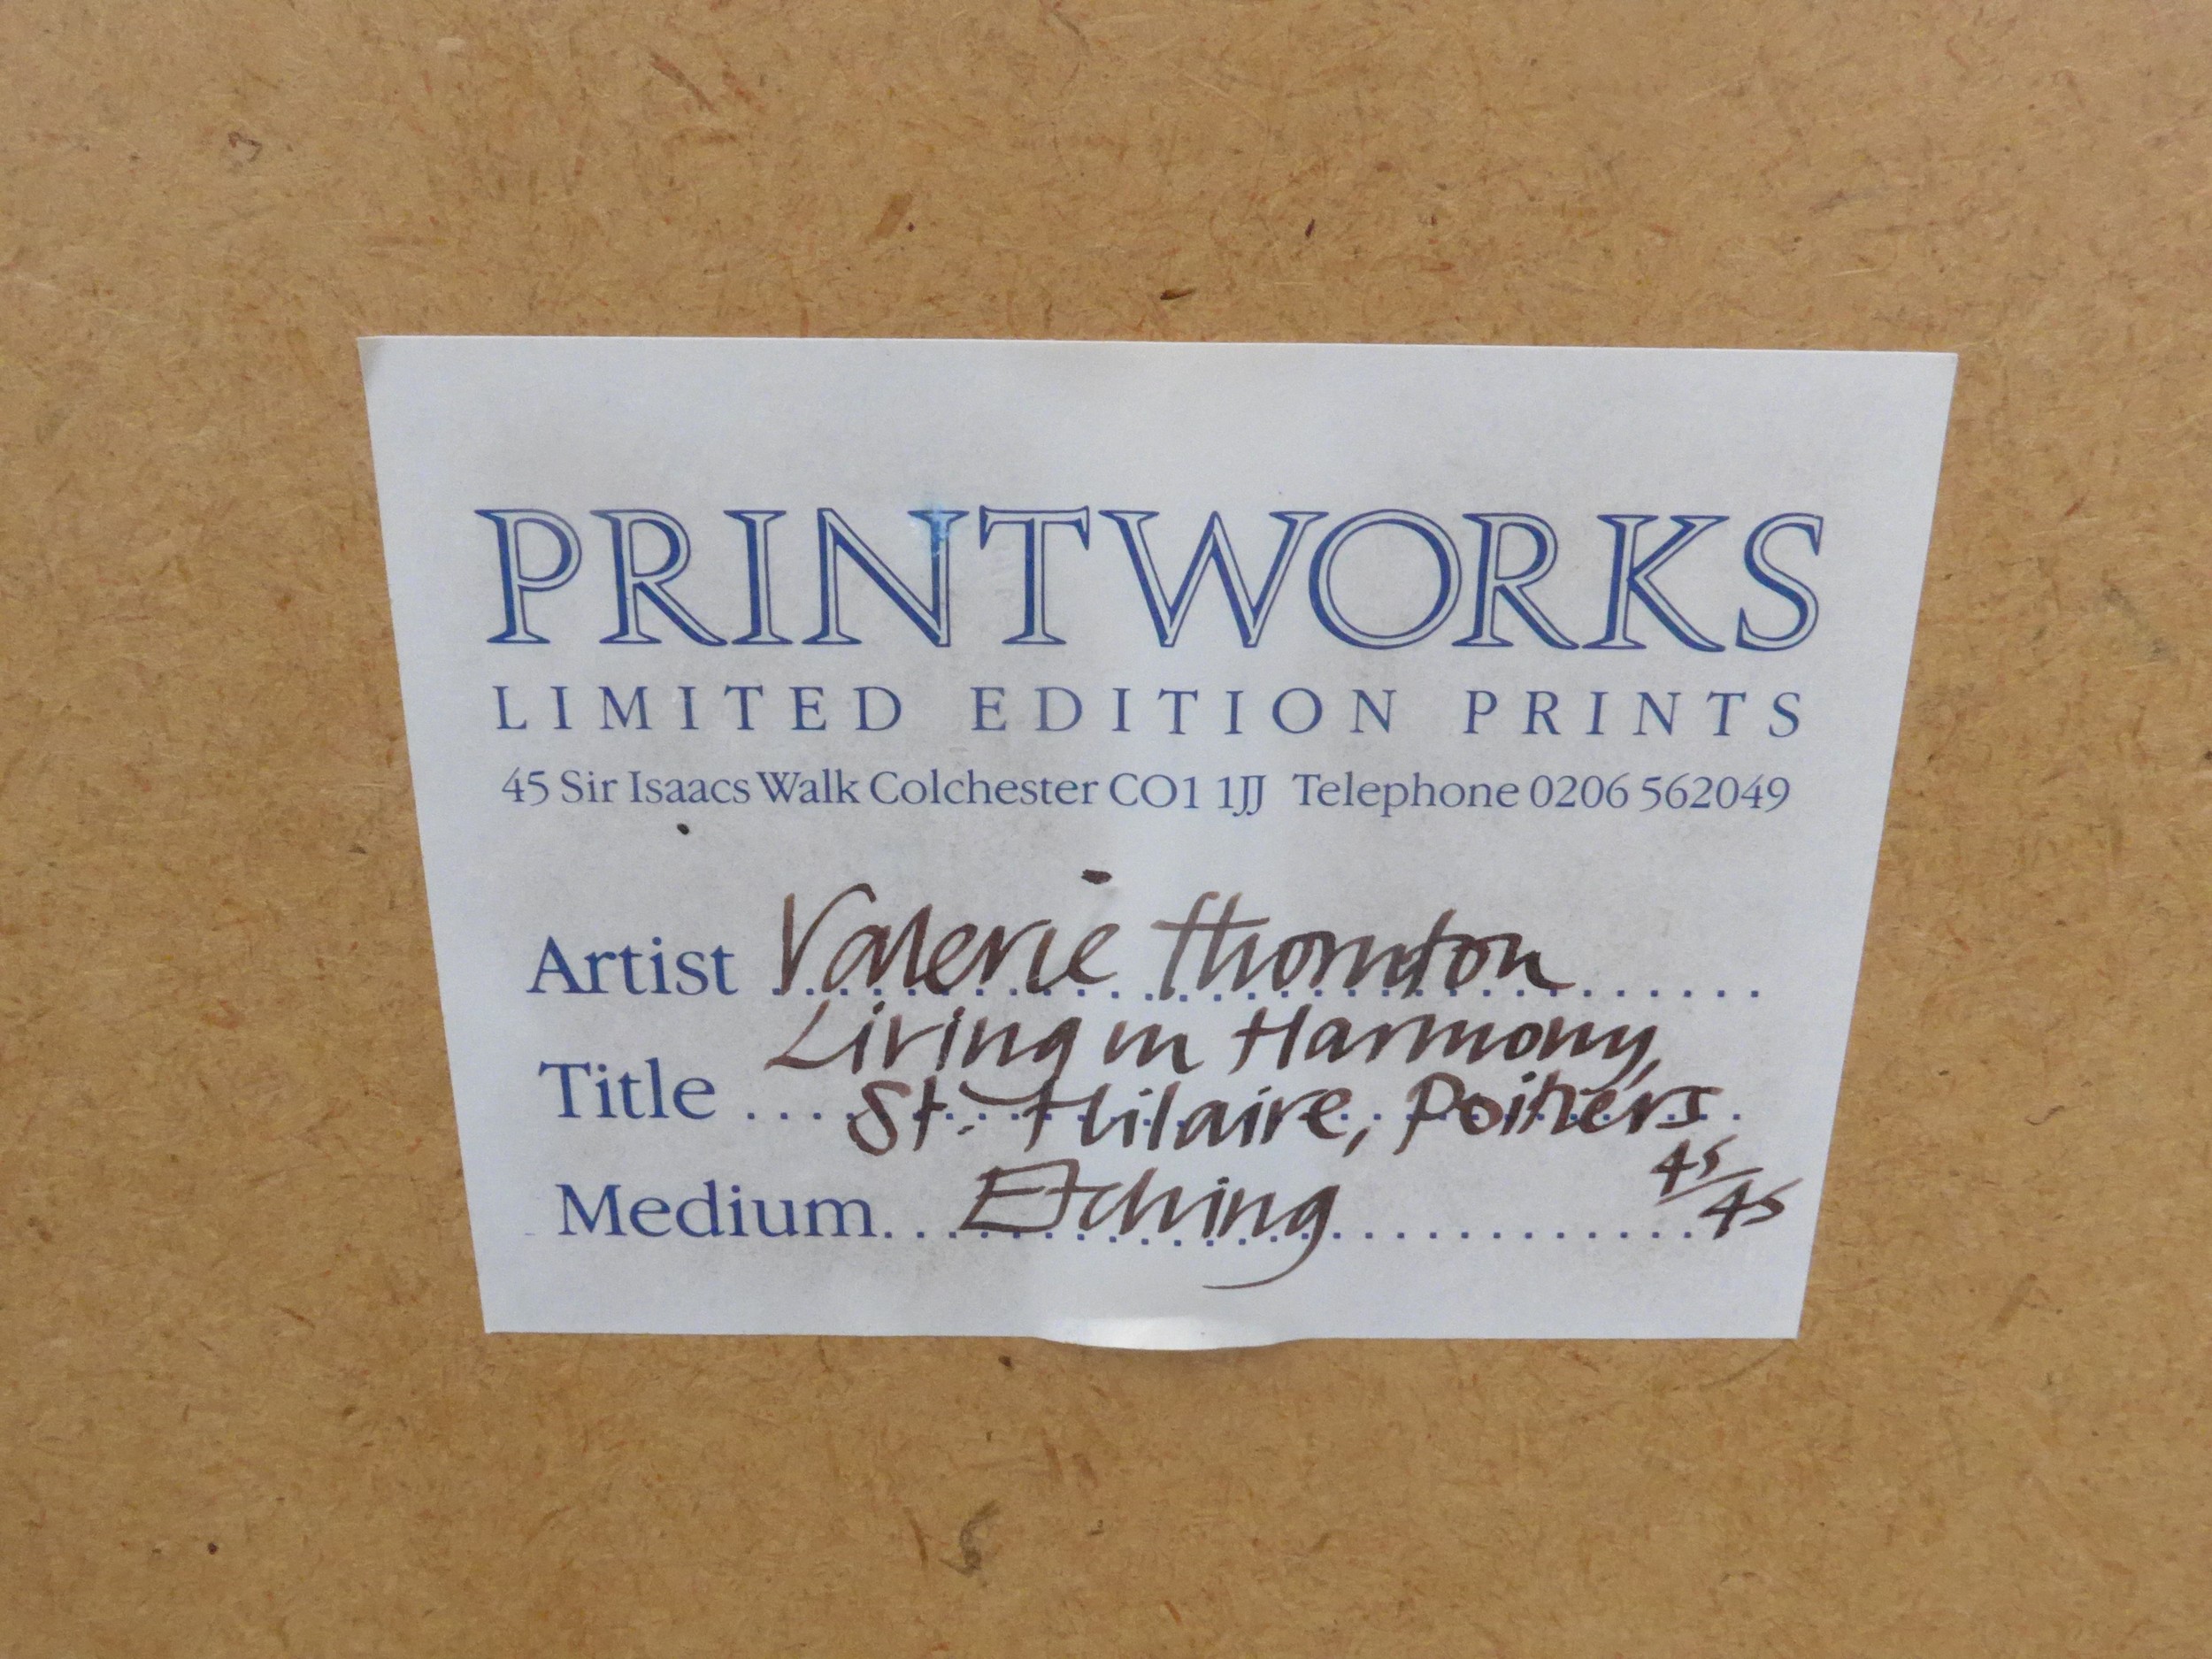 PRINTWORKS
LIMITED EDITION PRINTS
45 Sir Isaacs Walk Colchester CO1 1JJ Telephone 0206 562049
Artist Valerie Thornton
Living in Harmony,
Title .... St. Hilaire, Poitiers
Medium... Etching 45/45